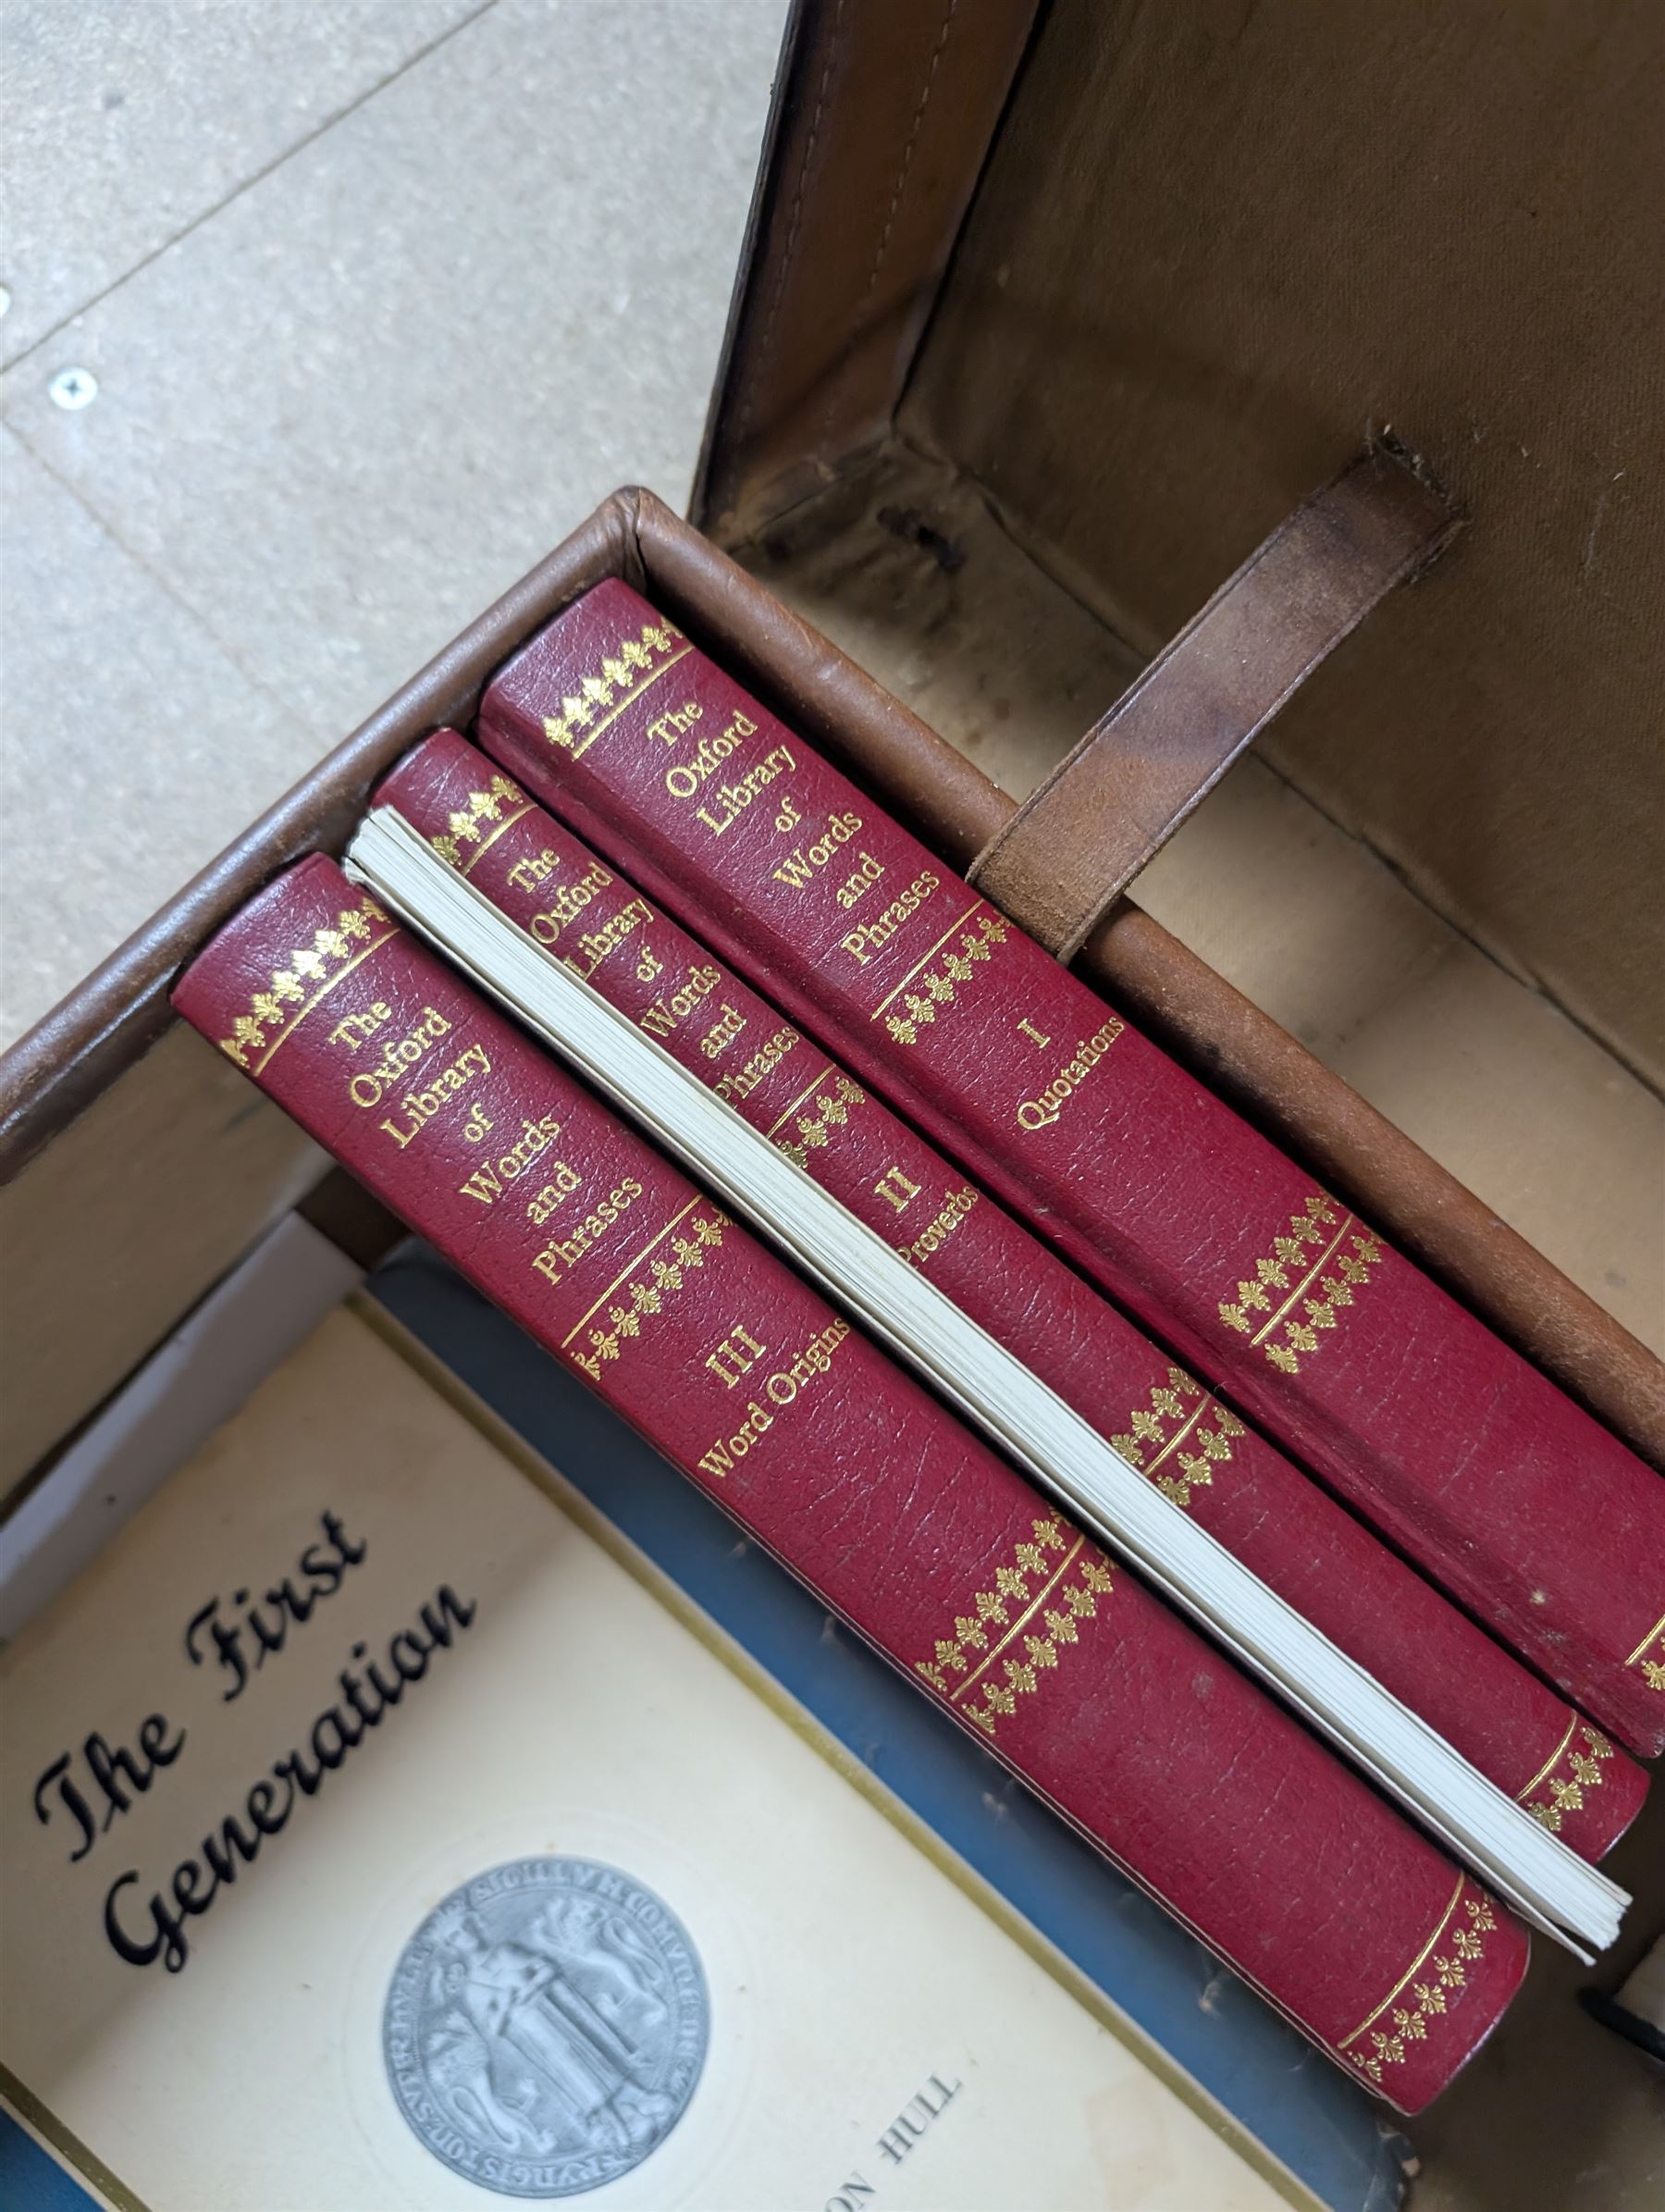 The
Oxford
Library
of
Words
and
Phrases
I
Quotations
The
Oxford
Library
of
Words
and
Phrases
II
Proverbs
The
Oxford
Library
of
Words
and
Phrases
III
Word Origins
The First
Generation
ON HULL